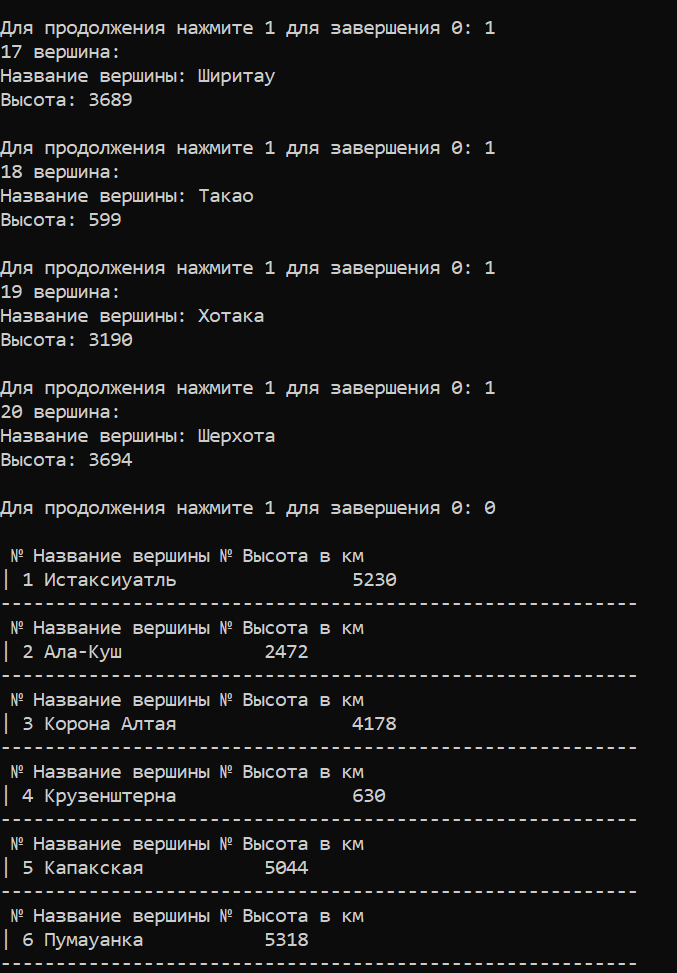 Для продолжения нажмите 1 для завершения 0: 1
17 вершина:
Название вершины: Ширитау
Высота: 3689
Для продолжения нажмите 1 для завершения 0: 1
18 вершина:
Название вершины: Такао
Высота: 599
Для продолжения нажмите 1 для завершения 0: 1
19 вершина:
Название вершины: Хотака
Высота: 3190
Для продолжения нажмите 1 для завершения 0: 1
20 вершина:
Название вершины: Шерхота
Высота: 3694
Для продолжения нажмите 1 для завершения 0: 0
№ Название вершины № Высота в км
| 1 Истаксиуатль 5230
----------------------------------------------------------
№ Название вершины № Высота в км
| 2 Ала-Куш 2472
----------------------------------------------------------
№ Название вершины № Высота в км
| 3 Корона Алтая 4178
----------------------------------------------------------
№ Название вершины № Высота в км
| 4 Крузенштерна 630
----------------------------------------------------------
№ Название вершины № Высота в км
| 5 Капакская 5044
----------------------------------------------------------
№ Название вершины № Высота в км
| 6 Пумауанка 5318
----------------------------------------------------------